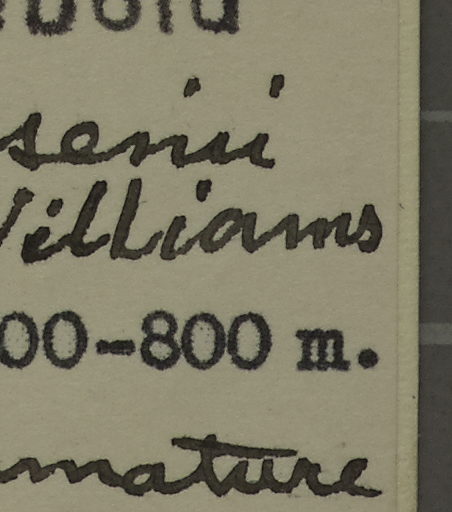 senii
Williams
00-800 m.
mature